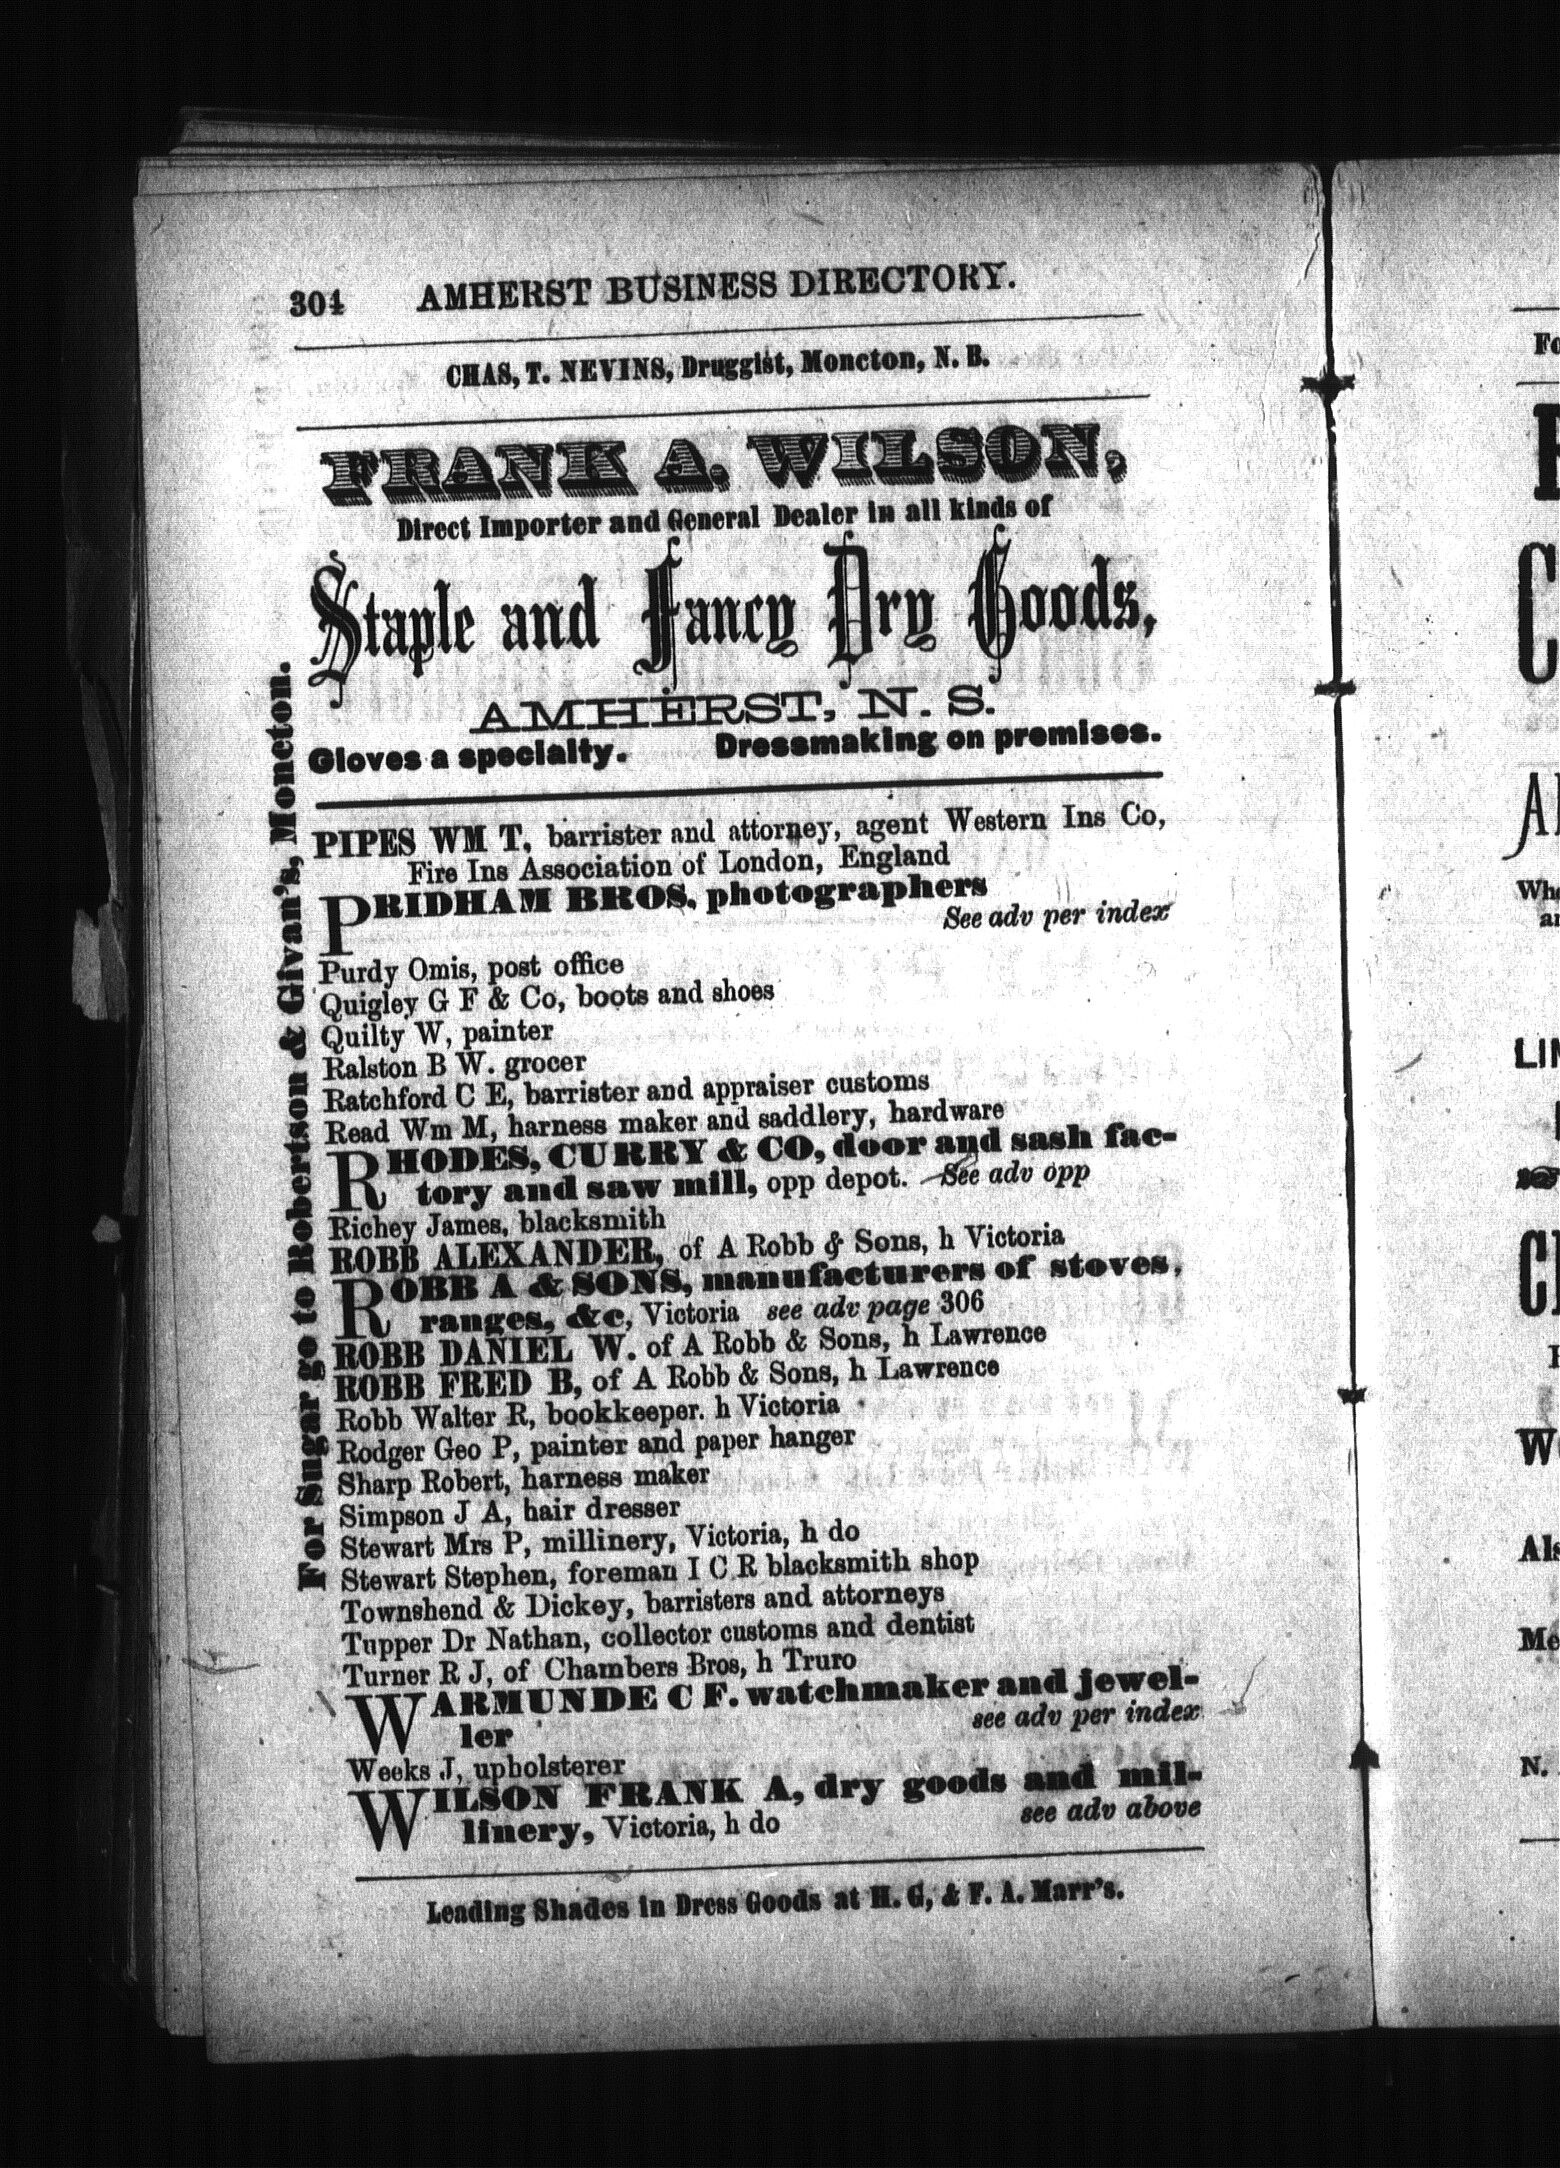 304 AMHERST BUSINESS DIRECTORY.
CHAS, T. NEVINS, Druggist, Moncton, N. B.
FRANK A. WILSON,
Direct Importer and General Dealer in all kinds of
Staple and Fancy Dry Goods,
AMHERST, N. S.
Gloves a specialty. Dressmaking on premises.
For Sugar go to Robertson & Givan's, Moncton.
PIPES WM T, barrister and attorney, agent Western Ins Co,
Fire Ins Association of London, England
PRIDHAM BROS. photographers
See adv per index
Purdy Omis, post office
Quigley G F & Co, boots and shoes
Quilty W, painter
Ralston B W. grocer
Ratchford C E, barrister and appraiser customs
Read Wm M, harness maker and saddlery, hardware
RHODES, CURRY & CO, door and sash fac-
tory and saw mill, opp depot. See adv opp
Richey James, blacksmith
ROBB ALEXANDER, of A Robb & Sons, h Victoria
ROBB A & SONS, manufacturers of stoves,
ranges, &c, Victoria see adv page 306
ROBB DANIEL W. of A Robb & Sons, h Lawrence
ROBB FRED B, of A Robb & Sons, h Lawrence
Robb Walter R, bookkeeper. h Victoria
Rodger Geo P, painter and paper hanger
Sharp Robert, harness maker
Simpson J A, hair dresser
Stewart Mrs P, millinery, Victoria, h do
Stewart Stephen, foreman I C R blacksmith shop
Townshend & Dickey, barristers and attorneys
Tupper Dr Nathan, collector customs and dentist
Turner R J, of Chambers Bros, h Truro
WARMUNDE C F. watchmaker and jewel-
ler see adv per index
Weeks J, upholsterer
WILSON FRANK A, dry goods and mil-
linery, Victoria, h do see adv above
Leading Shades in Dress Goods at H. G, & F. A. Marr's.